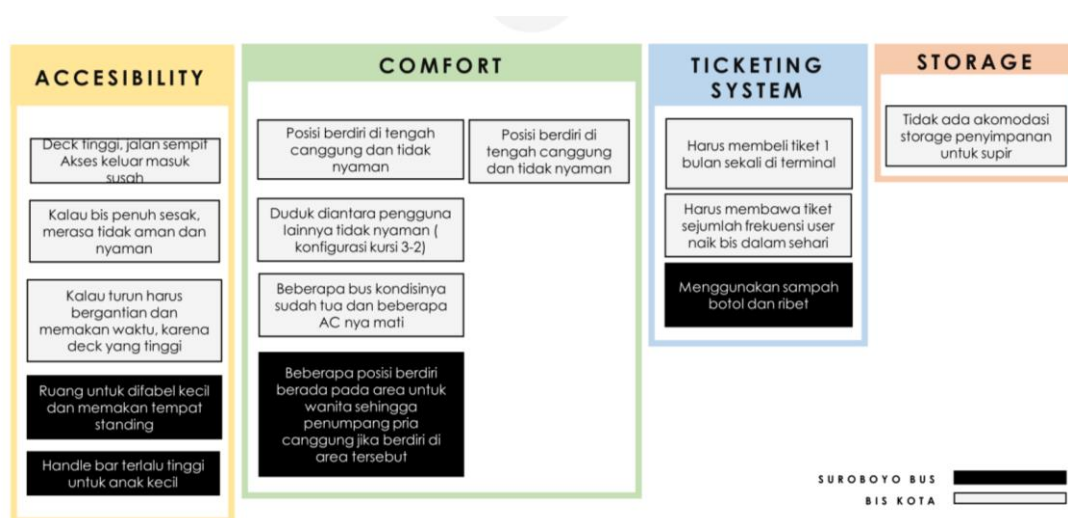 ACCESIBILITY
Deck tinggi, jalan sempit
Akses keluar masuk
susah
Kalau bis penuh sesak,
merasa tidak aman dan
nyaman
Kalau turun harus
bergantian dan
memakan waktu, karena
deck yang tinggi
Ruang untuk difabel kecil
dan memakan tempat
standing
Handle bar terlalu tinggi
untuk anak kecil
COMFORT
Posisi berdiri di tengah
canggung dan tidak
nyaman
Posisi berdiri di
tengah canggung
dan tidak nyaman
Duduk diantara pengguna
lainnya tidak nyaman (
konfigurasi kursi 3-2)
Beberapa bus kondisinya
sudah tua dan beberapa
AC nya mati
Beberapa posisi berdiri
berada pada area untuk
wanita sehingga
penumpang pria
canggung jika berdiri di
area tersebut
TICKETING
SYSTEM
Harus membeli tiket 1
bulan sekali di terminal
Harus membawa tiket
sejumlah frekuensi user
naik bis dalam sehari
Menggunakan sampah
botol dan ribet
STORAGE
Tidak ada akomodasi
storage penyimpanan
untuk supir
SUROBOYO BUS
BIS KOTA